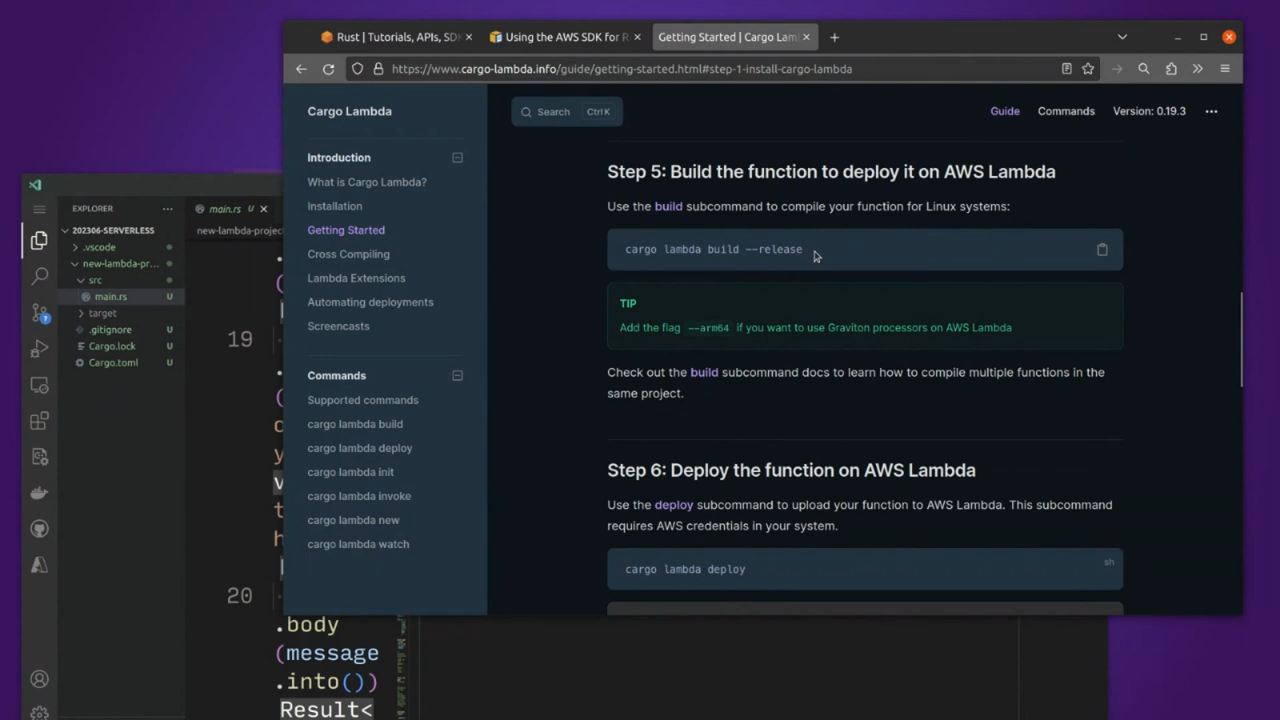 Rust | Tutorials, APIs, SD
Using the AWS SDK for R
Getting Started | Cargo Lam
https://www.cargo-lambda.info/guide/getting-started.html#step-1-install-cargo-lambda
Cargo Lambda
Search
Ctrl K
Guide
Commands
Version: 0.19.3
Introduction
What is Cargo Lambda?
Installation
Getting Started
Cross Compiling
Lambda Extensions
Automating deployments
Screencasts
Commands
Supported commands
cargo lambda build
cargo lambda deploy
cargo lambda init
cargo lambda invoke
cargo lambda new
cargo lambda watch
Step 5: Build the function to deploy it on AWS Lambda
Use the build subcommand to compile your function for Linux systems:
cargo lambda build --release
TIP
Add the flag --arm64 if you want to use Graviton processors on AWS Lambda
Check out the build subcommand docs to learn how to compile multiple functions in the
same project.
Step 6: Deploy the function on AWS Lambda
Use the deploy subcommand to upload your function to AWS Lambda. This subcommand
requires AWS credentials in your system.
cargo lambda deploy
sh
EXPLORER
202306-SERVERLESS
.vscode
new-lambda-pr...
src
main.rs U
target
.gitignore U
Cargo.lock U
Cargo.toml U
main.rs U
new-lambda-projec
19
20
.body
(message
.into())
Result<